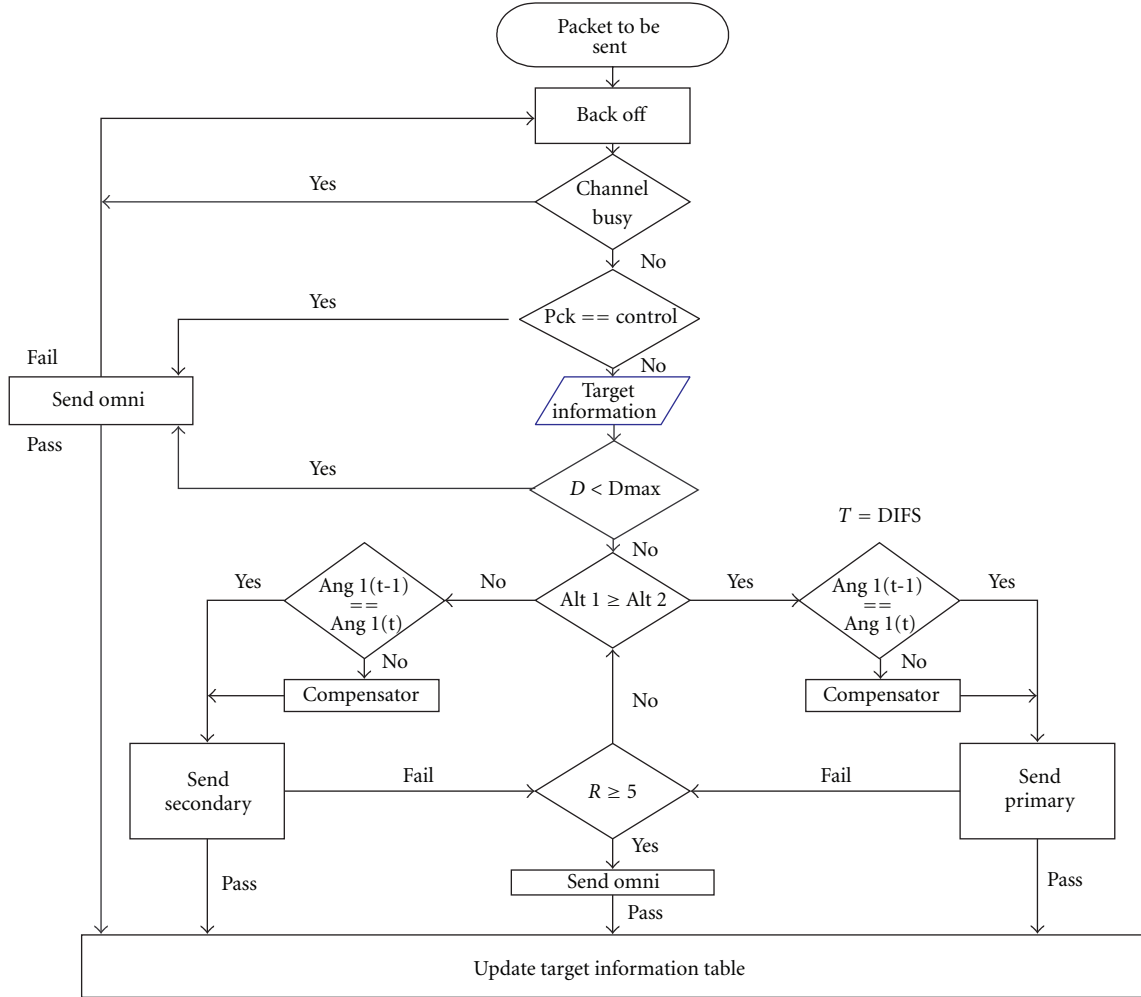 Packet to be
sent
Back off
Yes
Channel
busy
No
Yes
Pck == control
Fail
No
Send omni
Target
information
Pass
Yes
D < Dmax
T = DIFS
No
Yes
Ang 1(t-1)
==
Ang 1(t)
No
Alt 1 ≥ Alt 2
Yes
Ang 1(t-1)
==
Ang 1(t)
Yes
No
No
Compensator
No
Compensator
Send
secondary
Fail
R ≥ 5
Fail
Send
primary
Yes
Pass
Send omni
Pass
Pass
Update target information table